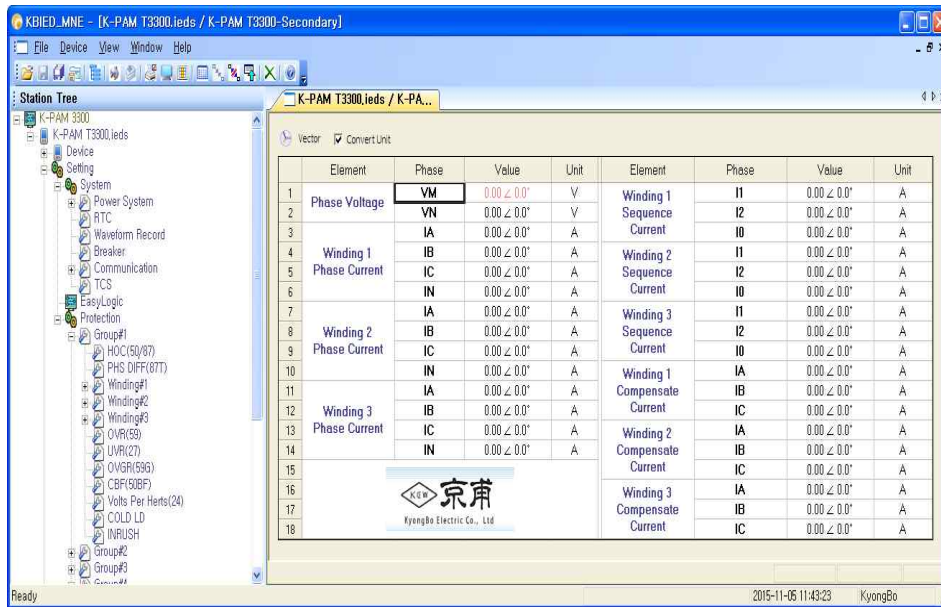 KBIED_MNE - [K-PAM T3300.ieds / K-PAM T3300-Secondary]
File Device View Window Help
Station Tree
K-PAM 3300
K-PAM T3300.ieds
Device
Setting
System
Power System
RTC
Waveform Record
Breaker
Communication
TCS
EasyLogic
Protection
Group#1
HOC(50/87)
PHS DIFF(87T)
Winding#1
Winding#2
Winding#3
OVR(59)
UVR(27)
OVGR(59G)
CBF(50BF)
Volts Per Herts(24)
COLD LD
INRUSH
Group#2
Group#3
K-PAM T3300.ieds / K-PA...
Vector Convert Unit
Element Phase Value Unit Element Phase Value Unit
1 Phase Voltage VM 0.00 ∠ 0.0° V Winding 1 Sequence Current I1 0.00 ∠ 0.0° A
2 VN 0.00 ∠ 0.0° V I2 0.00 ∠ 0.0° A
3 Winding 1 Phase Current IA 0.00 ∠ 0.0° A I0 0.00 ∠ 0.0° A
4 IB 0.00 ∠ 0.0° A Winding 2 Sequence Current I1 0.00 ∠ 0.0° A
5 IC 0.00 ∠ 0.0° A I2 0.00 ∠ 0.0° A
6 IN 0.00 ∠ 0.0° A I0 0.00 ∠ 0.0° A
7 Winding 2 Phase Current IA 0.00 ∠ 0.0° A Winding 3 Sequence Current I1 0.00 ∠ 0.0° A
8 IB 0.00 ∠ 0.0° A I2 0.00 ∠ 0.0° A
9 IC 0.00 ∠ 0.0° A I0 0.00 ∠ 0.0° A
10 IN 0.00 ∠ 0.0° A Winding 1 Compensate Current IA 0.00 ∠ 0.0° A
11 Winding 3 Phase Current IA 0.00 ∠ 0.0° A IB 0.00 ∠ 0.0° A
12 IB 0.00 ∠ 0.0° A IC 0.00 ∠ 0.0° A
13 IC 0.00 ∠ 0.0° A Winding 2 Compensate Current IA 0.00 ∠ 0.0° A
14 IN 0.00 ∠ 0.0° A IB 0.00 ∠ 0.0° A
15 IC 0.00 ∠ 0.0° A
16 Winding 3 Compensate Current IA 0.00 ∠ 0.0° A
17 IB 0.00 ∠ 0.0° A
18 IC 0.00 ∠ 0.0° A
KBW 京甫
KyongBo Electric Co., Ltd
Ready 2015-11-05 11:43:23 KyongBo